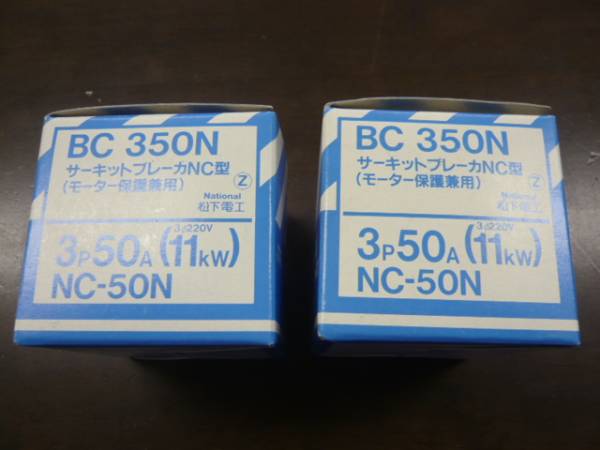 BC 350N
サーキットブレーカNC型
(モーター保護兼用)
Z
National
松下電工
3P50A(3φ220V 11kW)
NC-50N
BC 350N
サーキットブレーカNC型
(モーター保護兼用)
Z
National
松下電工
3P50A(3φ220V 11kW)
NC-50N